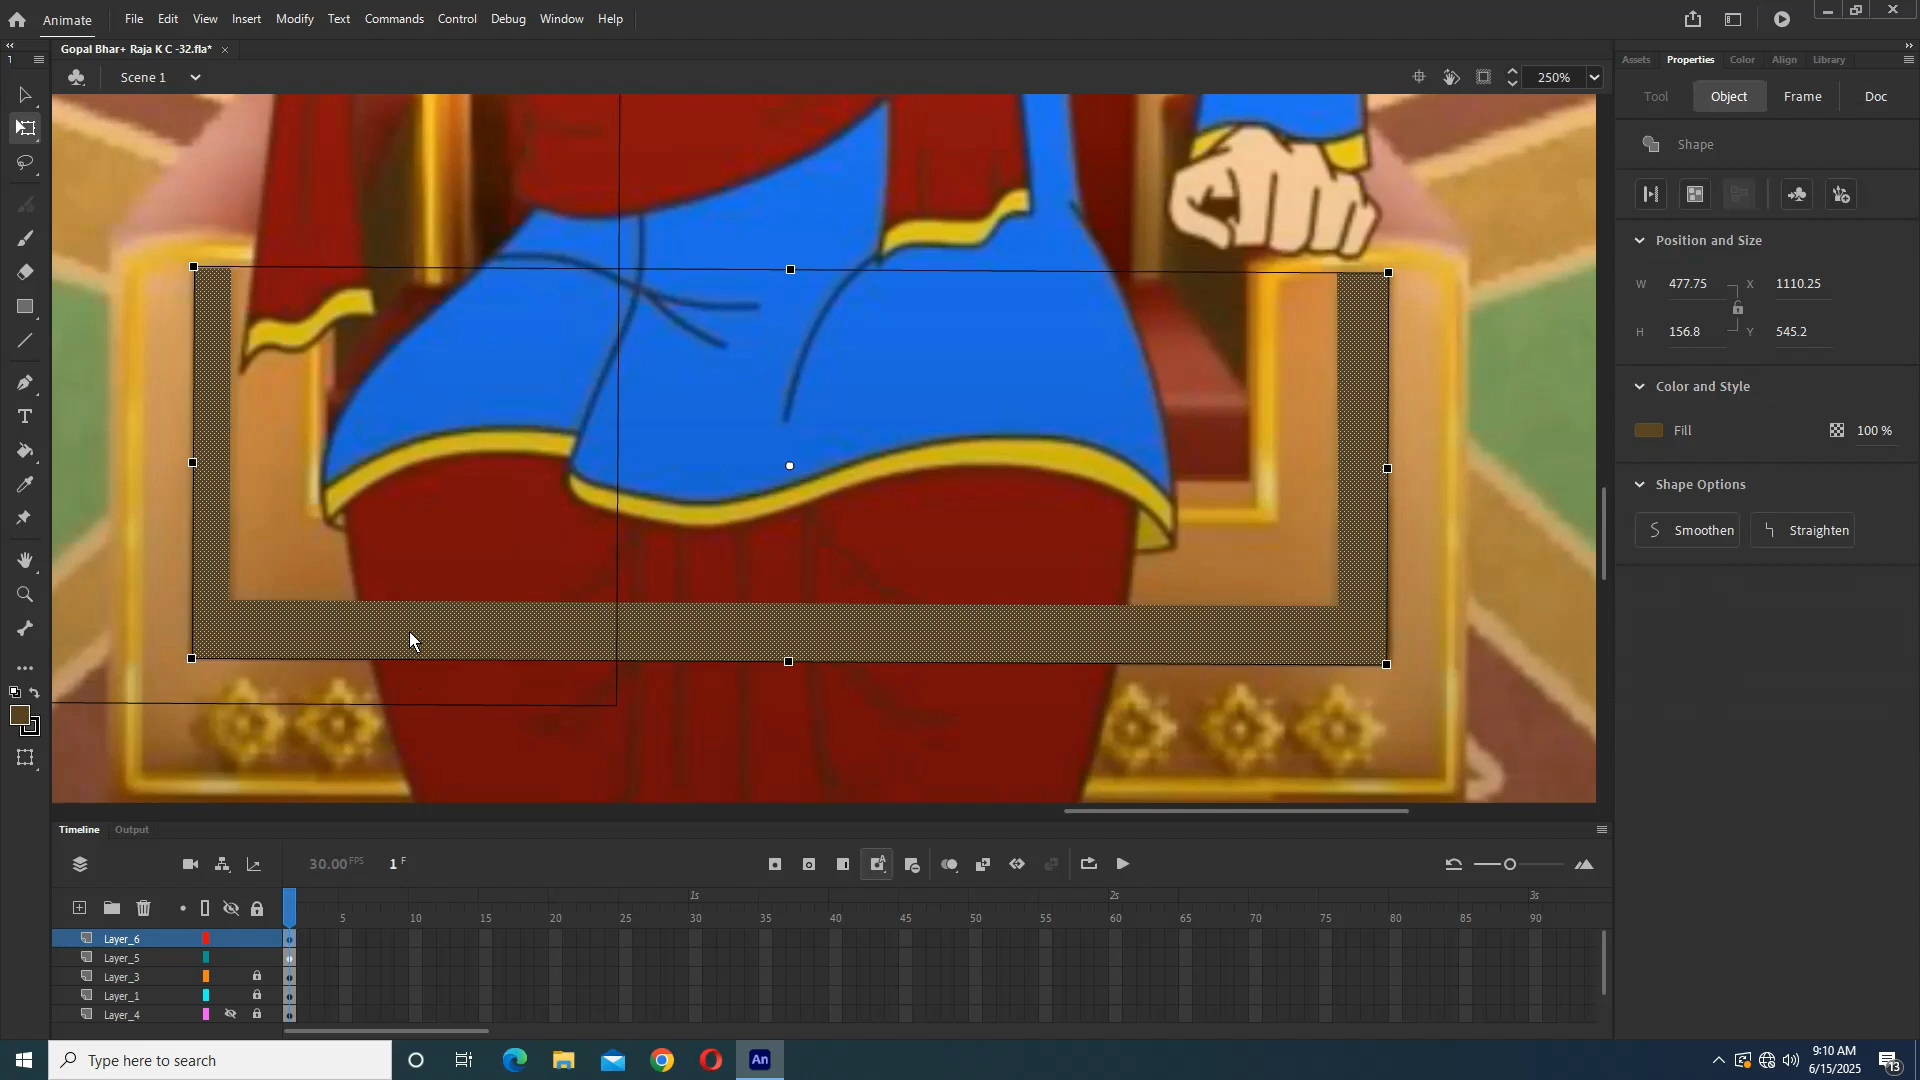 Animate File Edit View Insert Modify Text Commands Control Debug Window Help
Gopal Bhar+ Raja K C -32.fla* ×
Scene 1 250%
Assets Properties Color Align Library
Tool Object Frame Doc
Shape
Position and Size
W 477.75 X 1110.25
H 156.8 Y 545.2
Color and Style
Fill 100 %
Shape Options
Smoothen Straighten
Timeline Output
30.00 FPS 1 F
1s 2s 3s
5 10 15 20 25 30 35 40 45 50 55 60 65 70 75 80 85 90
Layer_6
Layer_5
Layer_3
Layer_1
Layer_4
Type here to search
An
9:10 AM
6/15/2025
13